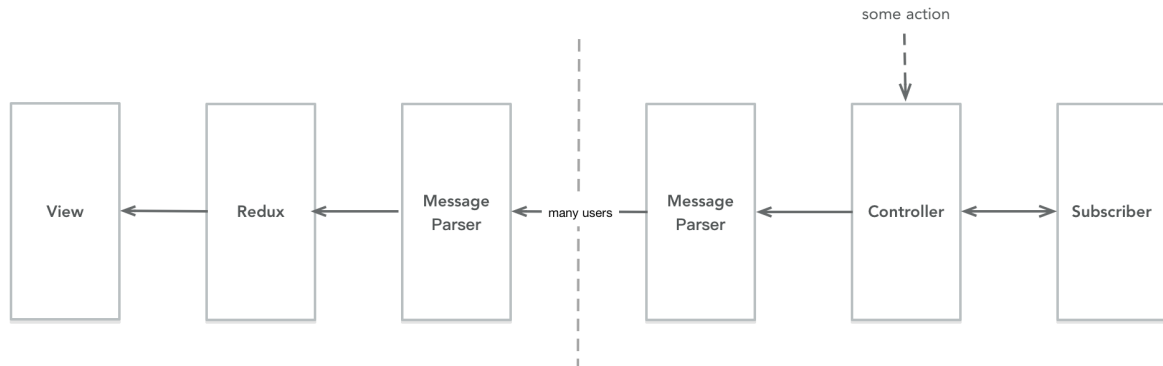 some action
View
Redux
Message
Parser
many users
Message
Parser
Controller
Subscriber